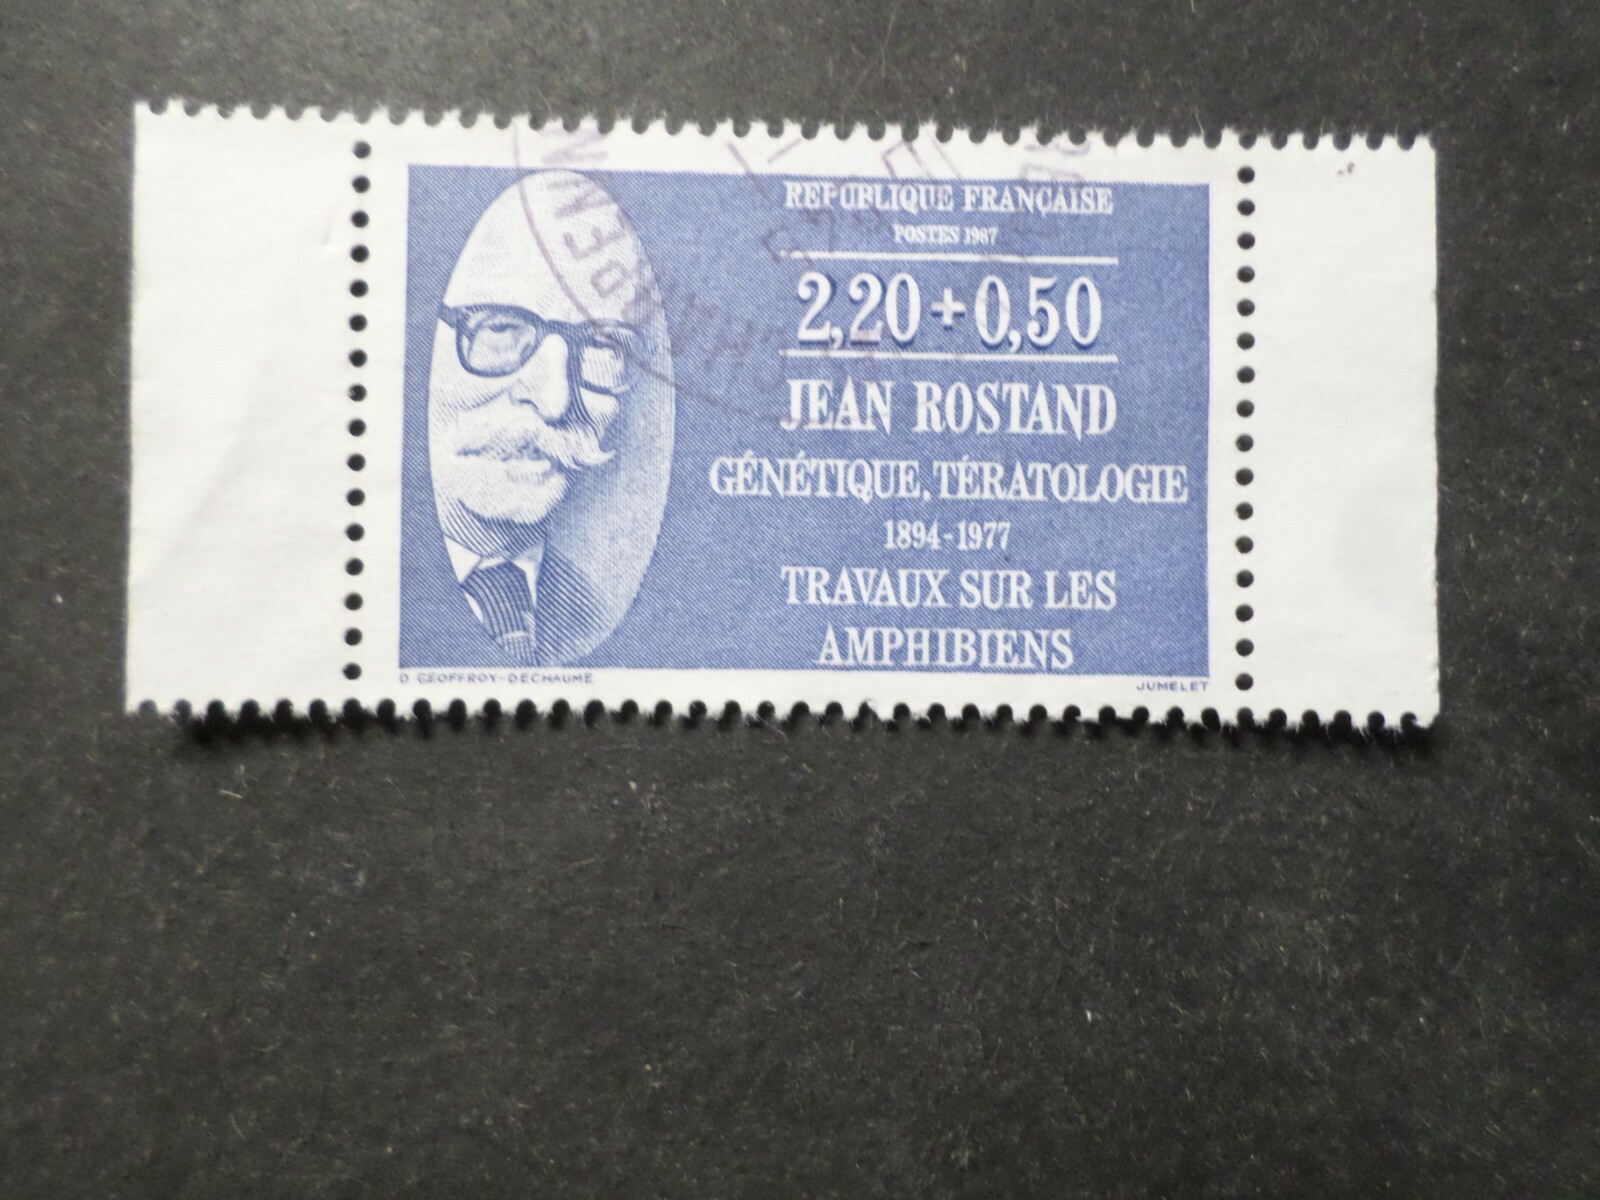 REPUBLIQUE FRANÇAISE
POSTES 1987
2,20 + 0,50
JEAN ROSTAND
GÉNÉTIQUE, TÉRATOLOGIE
1894-1977
TRAVAUX SUR LES
AMPHIBIENS
D GEOFFROY-DECHAUME
JUMELET